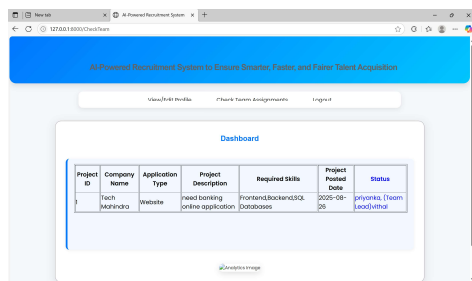 New tab
AI-Powered Recruitment System
127.0.0.1:8000/CheckTeam
AI-Powered Recruitment System to Ensure Smarter, Faster, and Fairer Talent Acquisition
View/Edit Profile Check Team Assignments Logout
Dashboard
Project ID Company Name Application Type Project Description Required Skills Project Posted Date Status
1 Tech Mahindra Website need banking online application Frontend,Backend,SQL Databases 2025-08-26 priyanka, (Team Lead)vithal
Analytics Image